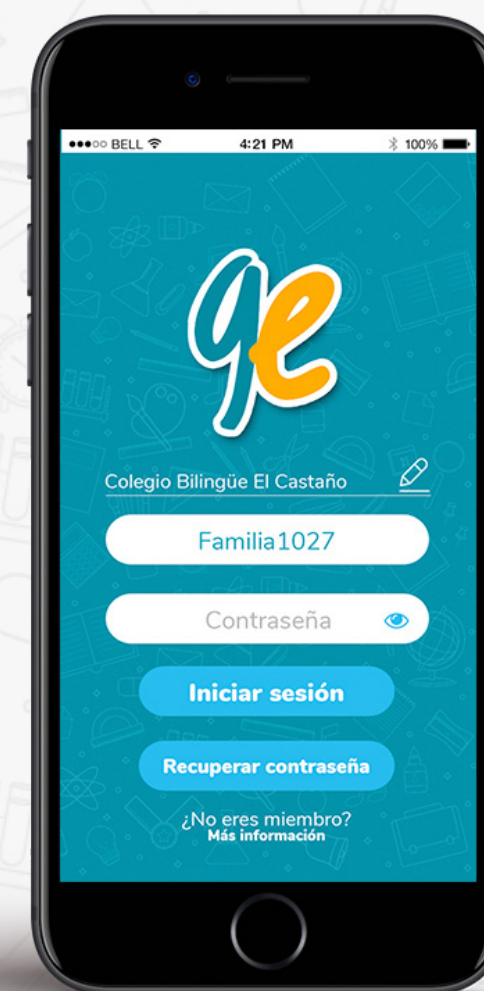 BELL 4:21 PM 100%
ge
Colegio Bilingüe El Castaño
Familia1027
Contraseña
Iniciar sesión
Recuperar contraseña
¿No eres miembro?
Más información